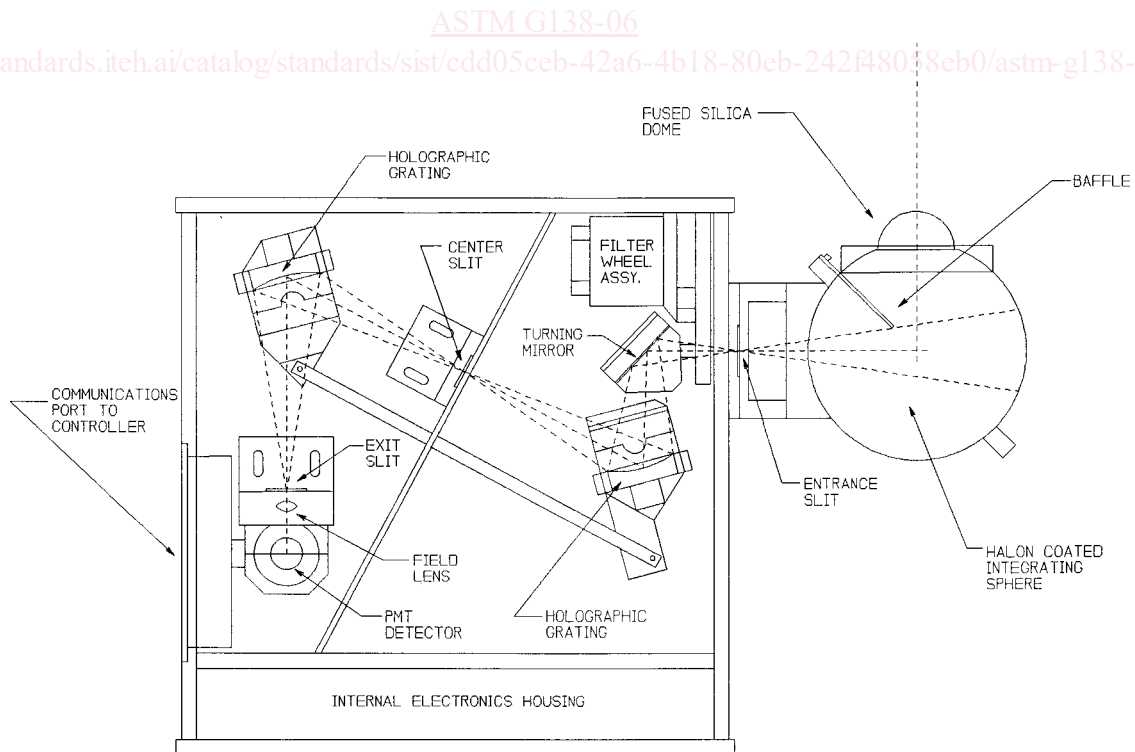 ASTM G138-06
andards.iteh.ai/catalog/standards/sist/cdd05ceb-42a6-4b18-80eb-242f48058eb0/astm-g138-
FUSED SILICA
DOME
HOLOGRAPHIC
GRATING
BAFFLE
CENTER
SLIT
FILTER
WHEEL
ASSY.
TURNING
MIRROR
COMMUNICATIONS
PORT TO
CONTROLLER
EXIT
SLIT
ENTRANCE
SLIT
FIELD
LENS
HALON COATED
INTEGRATING
SPHERE
PMT
DETECTOR
HOLOGRAPHIC
GRATING
INTERNAL ELECTRONICS HOUSING